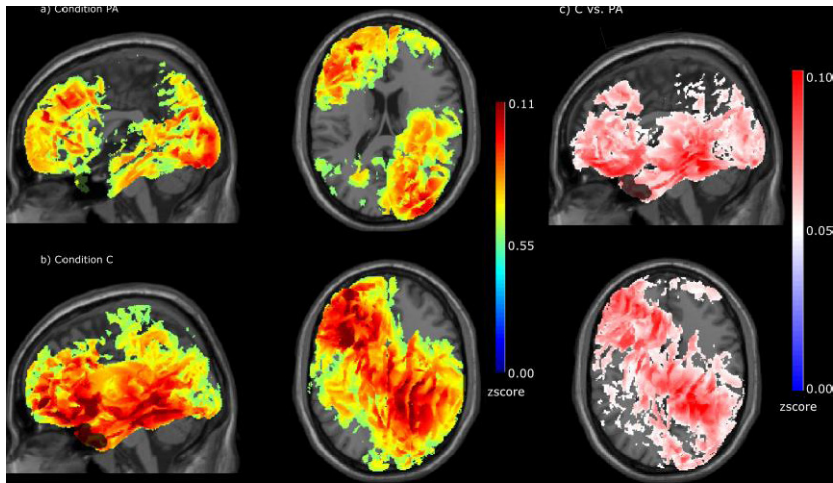 a) Condition PA
c) C vs. PA
0.11
0.55
0.00
zscore
0.10
0.05
0.00
zscore
b) Condition C